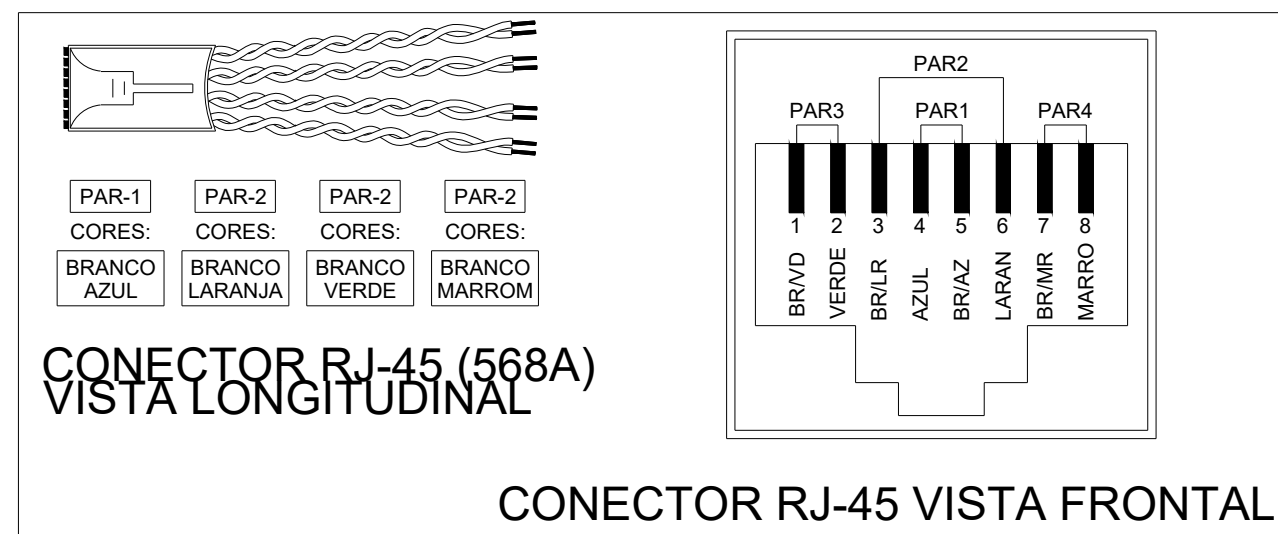 PAR-1 PAR-2 PAR-2 PAR-2
CORES: CORES: CORES: CORES:
BRANCO BRANCO BRANCO BRANCO
AZUL LARANJA VERDE MARROM
CONECTOR RJ-45 (568A)
VISTA LONGITUDINAL
PAR2
PAR3 PAR1 PAR4
1 2 3 4 5 6 7 8
BR/VD VERDE BR/LR AZUL BR/AZ LARAN BR/MR MARRO
CONECTOR RJ-45 VISTA FRONTAL